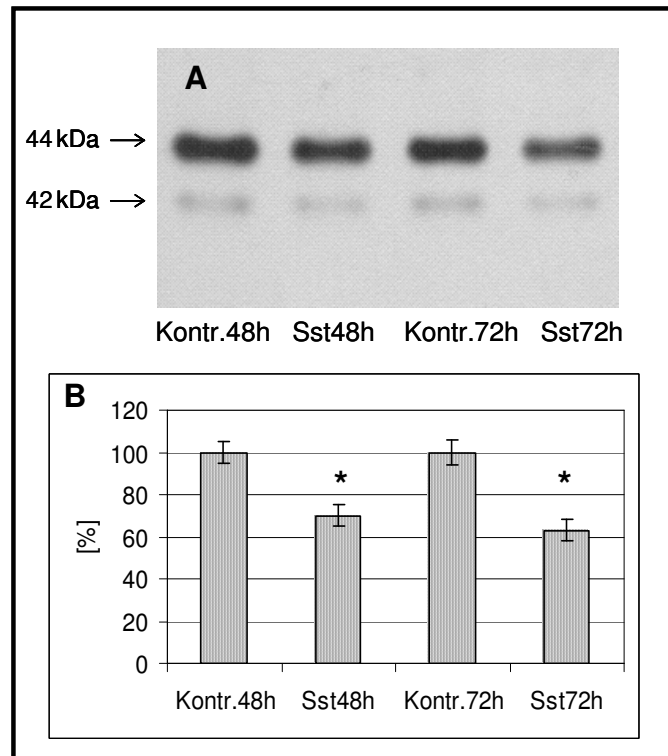 A
44 kDa →
42 kDa →
Kontr.48h Sst48h Kontr.72h Sst72h
B
120
100
80
60
40
20
0
[%]
* *
Kontr.48h Sst48h Kontr.72h Sst72h